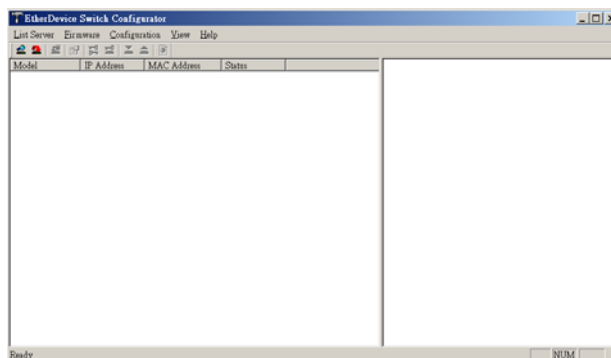 EtherDevice Switch Configurator
List Server Firmware Configuration View Help
Model IP Address MAC Address Status
Ready NUM